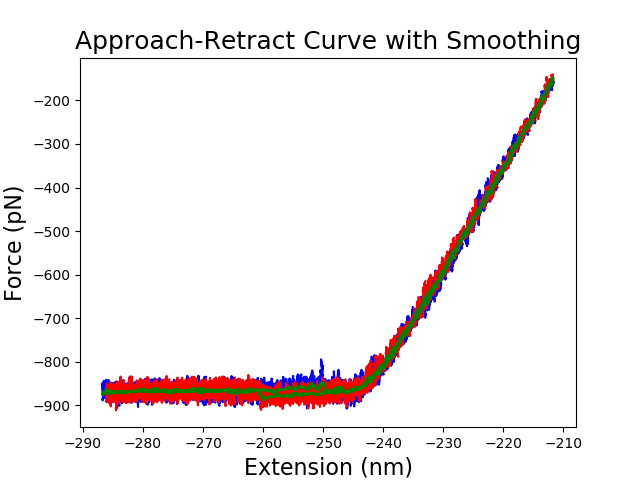 Approach-Retract Curve with Smoothing
Force (pN)
−200
−300
−400
−500
−600
−700
−800
−900
−290 −280 −270 −260 −250 −240 −230 −220 −210
Extension (nm)